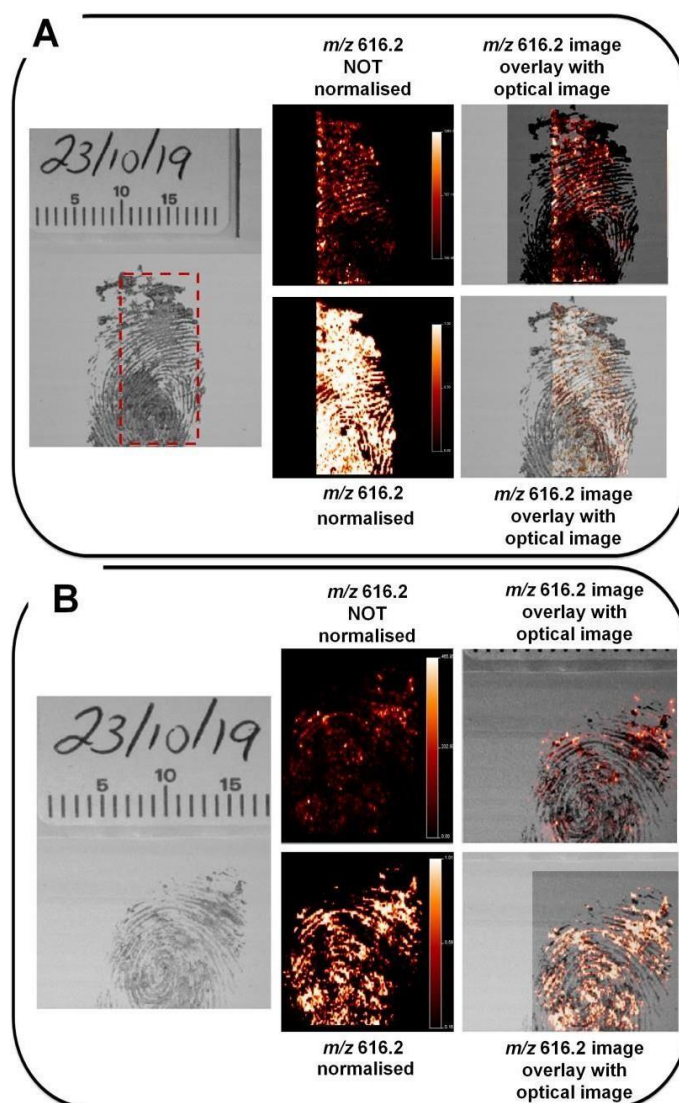 A
m/z 616.2
NOT
normalised
m/z 616.2 image
overlay with
optical image
23/10/19
5 10 15
m/z 616.2
normalised
m/z 616.2 image
overlay with
optical image
B
m/z 616.2
NOT
normalised
m/z 616.2 image
overlay with
optical image
23/10/19
5 10 15
m/z 616.2
normalised
m/z 616.2 image
overlay with
optical image